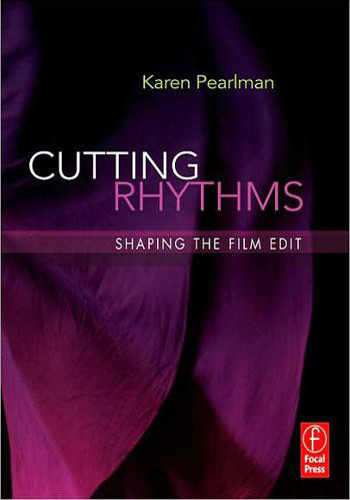 Karen Pearlman
CUTTING
RHYTHMS
SHAPING THE FILM EDIT
f
Focal
Press